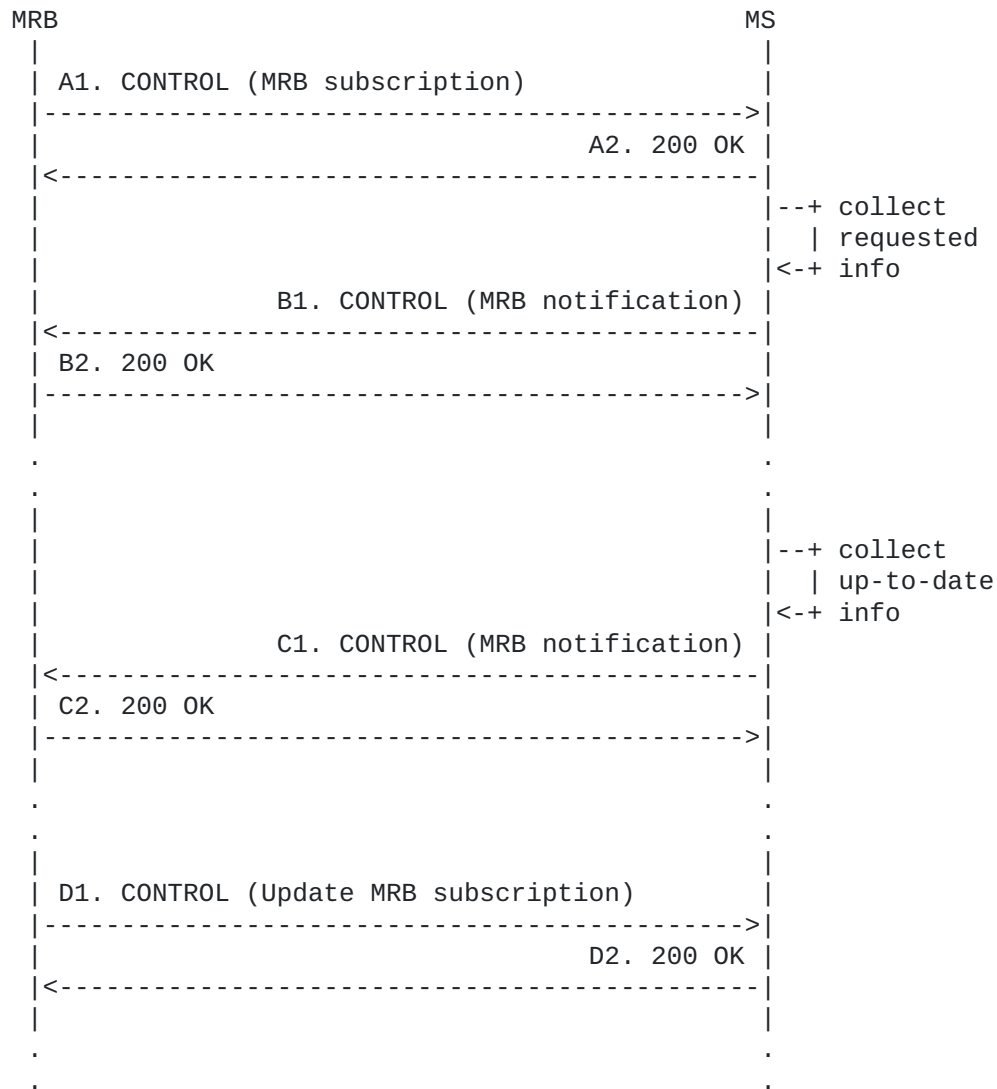 MRB MS
A1. CONTROL (MRB subscription)
A2. 200 OK
collect
requested
info
B1. CONTROL (MRB notification)
B2. 200 OK
collect
up-to-date
info
C1. CONTROL (MRB notification)
C2. 200 OK
D1. CONTROL (Update MRB subscription)
D2. 200 OK